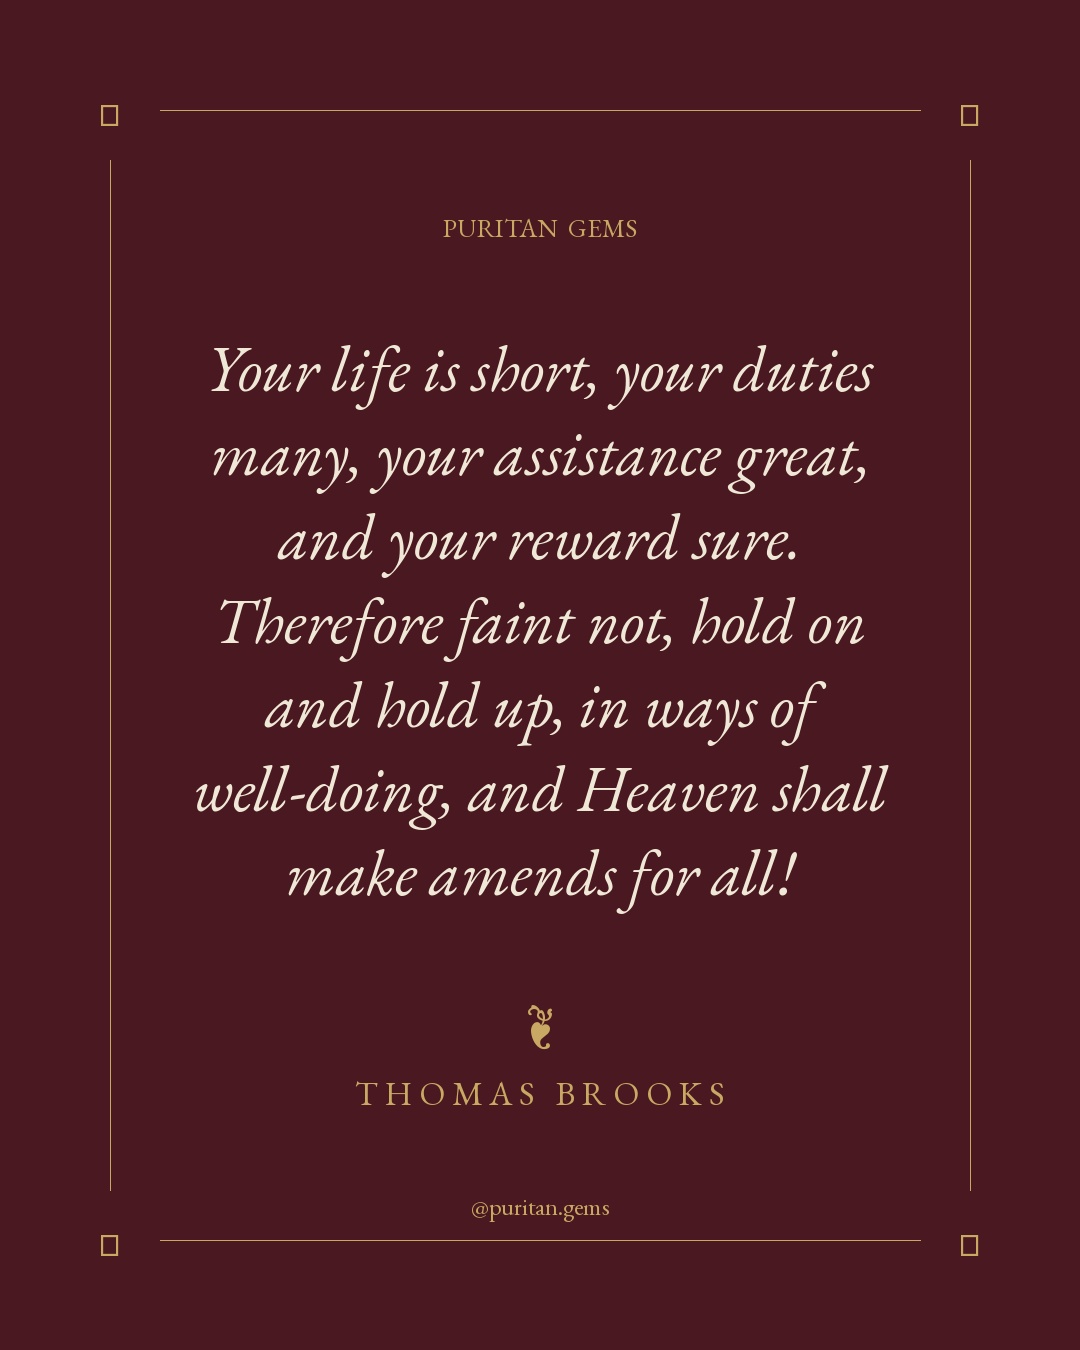 PURITAN GEMS
Your life is short, your duties
many, your assistance great,
and your reward sure.
Therefore faint not, hold on
and hold up, in ways of
well-doing, and Heaven shall
make amends for all!
THOMAS BROOKS
@puritan.gems